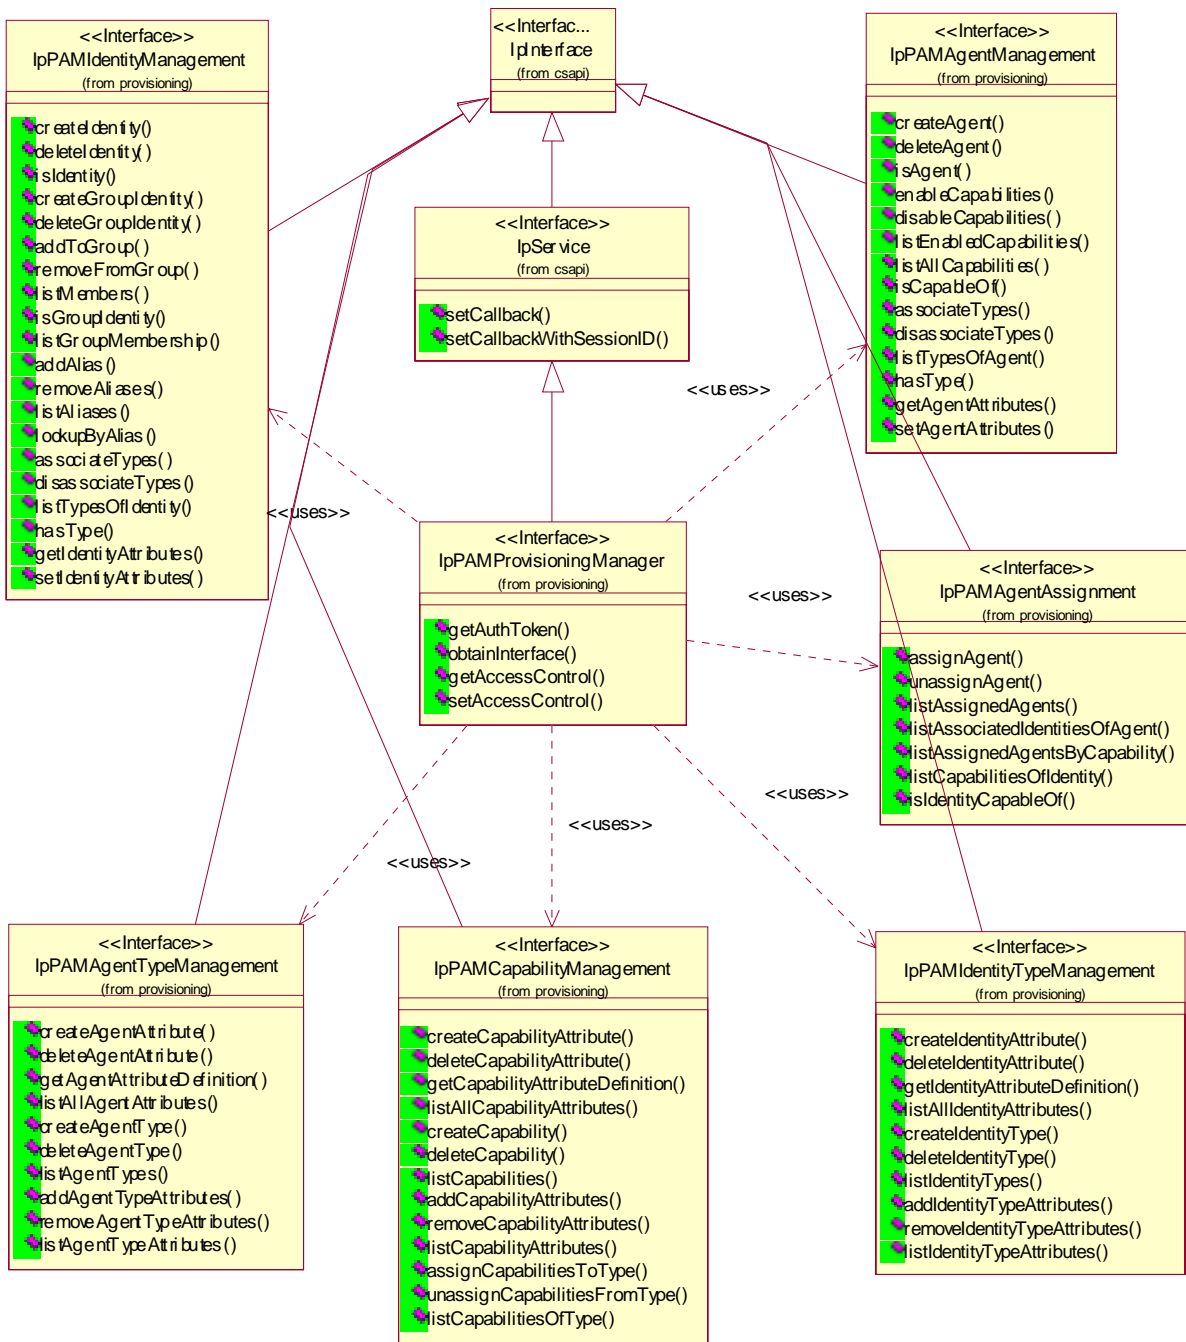 <<Interface>>
IpPAMIdentityManagement
(from provisioning)
createIdentity()
deleteIdentity()
isIdentity()
createGroupIdentity()
deleteGroupIdentity()
addToGroup()
removeFromGroup()
listMembers()
isGroupIdentity()
listGroupMembership()
addAlias()
removeAliases()
listAliases()
lookupByAlias()
associateTypes()
disassociateTypes()
listTypesOfIdentity()
hasType()
getIdentityAttributes()
setIdentityAttributes()
<<Interfac...
IpInterface
(from csapi)
<<Interface>>
IpPAMAgentManagement
(from provisioning)
createAgent()
deleteAgent()
isAgent()
enableCapabilities()
disableCapabilities()
listEnabledCapabilities()
listAllCapabilities()
isCapableOf()
associateTypes()
disassociateTypes()
listTypesOfAgent()
hasType()
getAgentAttributes()
setAgentAttributes()
<<Interface>>
IpService
(from csapi)
setCallback()
setCallbackWithSessionID()
<<uses>>
<<uses>>
<<Interface>>
IpPAMProvisioningManager
(from provisioning)
getAuthToken()
obtainInterface()
getAccessControl()
setAccessControl()
<<uses>>
<<Interface>>
IpPAMAgentAssignment
(from provisioning)
assignAgent()
unassignAgent()
listAssignedAgents()
listAssociatedIdentitiesOfAgent()
listAssignedAgentsByCapability()
listCapabilitiesOfIdentity()
isIdentityCapableOf()
<<uses>>
<<uses>>
<<uses>>
<<Interface>>
IpPAMAgentTypeManagement
(from provisioning)
createAgentAttribute()
deleteAgentAttribute()
getAgentAttributeDefinition()
listAllAgentAttributes()
createAgentType()
deleteAgentType()
listAgentTypes()
addAgentTypeAttributes()
removeAgentTypeAttributes()
listAgentTypeAttributes()
<<Interface>>
IpPAMCapabilityManagement
(from provisioning)
createCapabilityAttribute()
deleteCapabilityAttribute()
getCapabilityAttributeDefinition()
listAllCapabilityAttributes()
createCapability()
deleteCapability()
listCapabilities()
addCapabilityAttributes()
removeCapabilityAttributes()
listCapabilityAttributes()
assignCapabilitiesToType()
unassignCapabilitiesFromType()
listCapabilitiesOfType()
<<Interface>>
IpPAMIdentityTypeManagement
(from provisioning)
createIdentityAttribute()
deleteIdentityAttribute()
getIdentityAttributeDefinition()
listAllIdentityAttributes()
createIdentityType()
deleteIdentityType()
listIdentityTypes()
addIdentityTypeAttributes()
removeIdentityTypeAttributes()
listIdentityTypeAttributes()